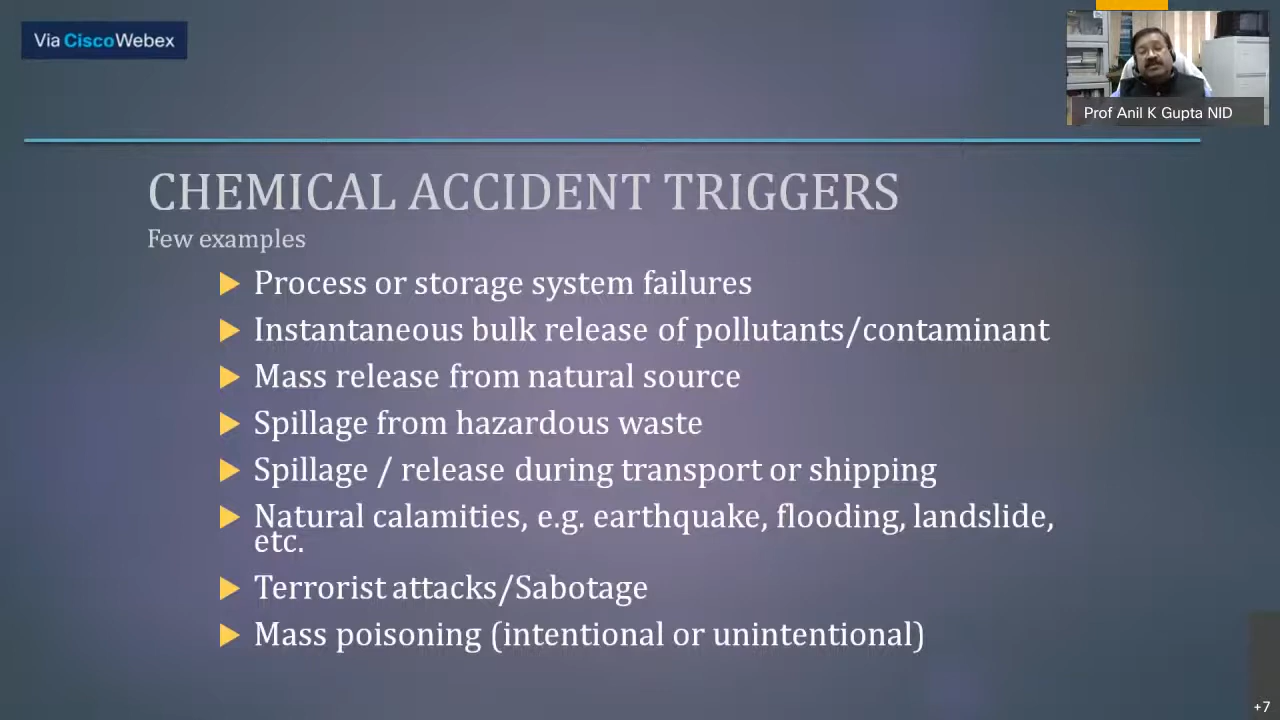 Via CiscoWebex
Prof Anil K Gupta NID
CHEMICAL ACCIDENT TRIGGERS
Few examples
Process or storage system failures
Instantaneous bulk release of pollutants/contaminant
Mass release from natural source
Spillage from hazardous waste
Spillage / release during transport or shipping
Natural calamities, e.g. earthquake, flooding, landslide,
etc.
Terrorist attacks/Sabotage
Mass poisoning (intentional or unintentional)
+7